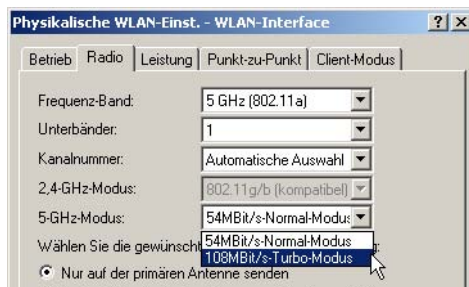 Physikalische WLAN-Einst. - WLAN-Interface
Betrieb Radio Leistung Punkt-zu-Punkt Client-Modus
Frequenz-Band: 5 GHz (802.11a)
Unterbänder: 1
Kanalnummer: Automatische Auswahl
2,4-GHz-Modus: 802.11g/b (kompatibel)
5-GHz-Modus: 54MBit/s-Normal-Modus
54MBit/s-Normal-Modus
108MBit/s-Turbo-Modus
Wählen Sie die
Nur auf der primären
Antenne senden